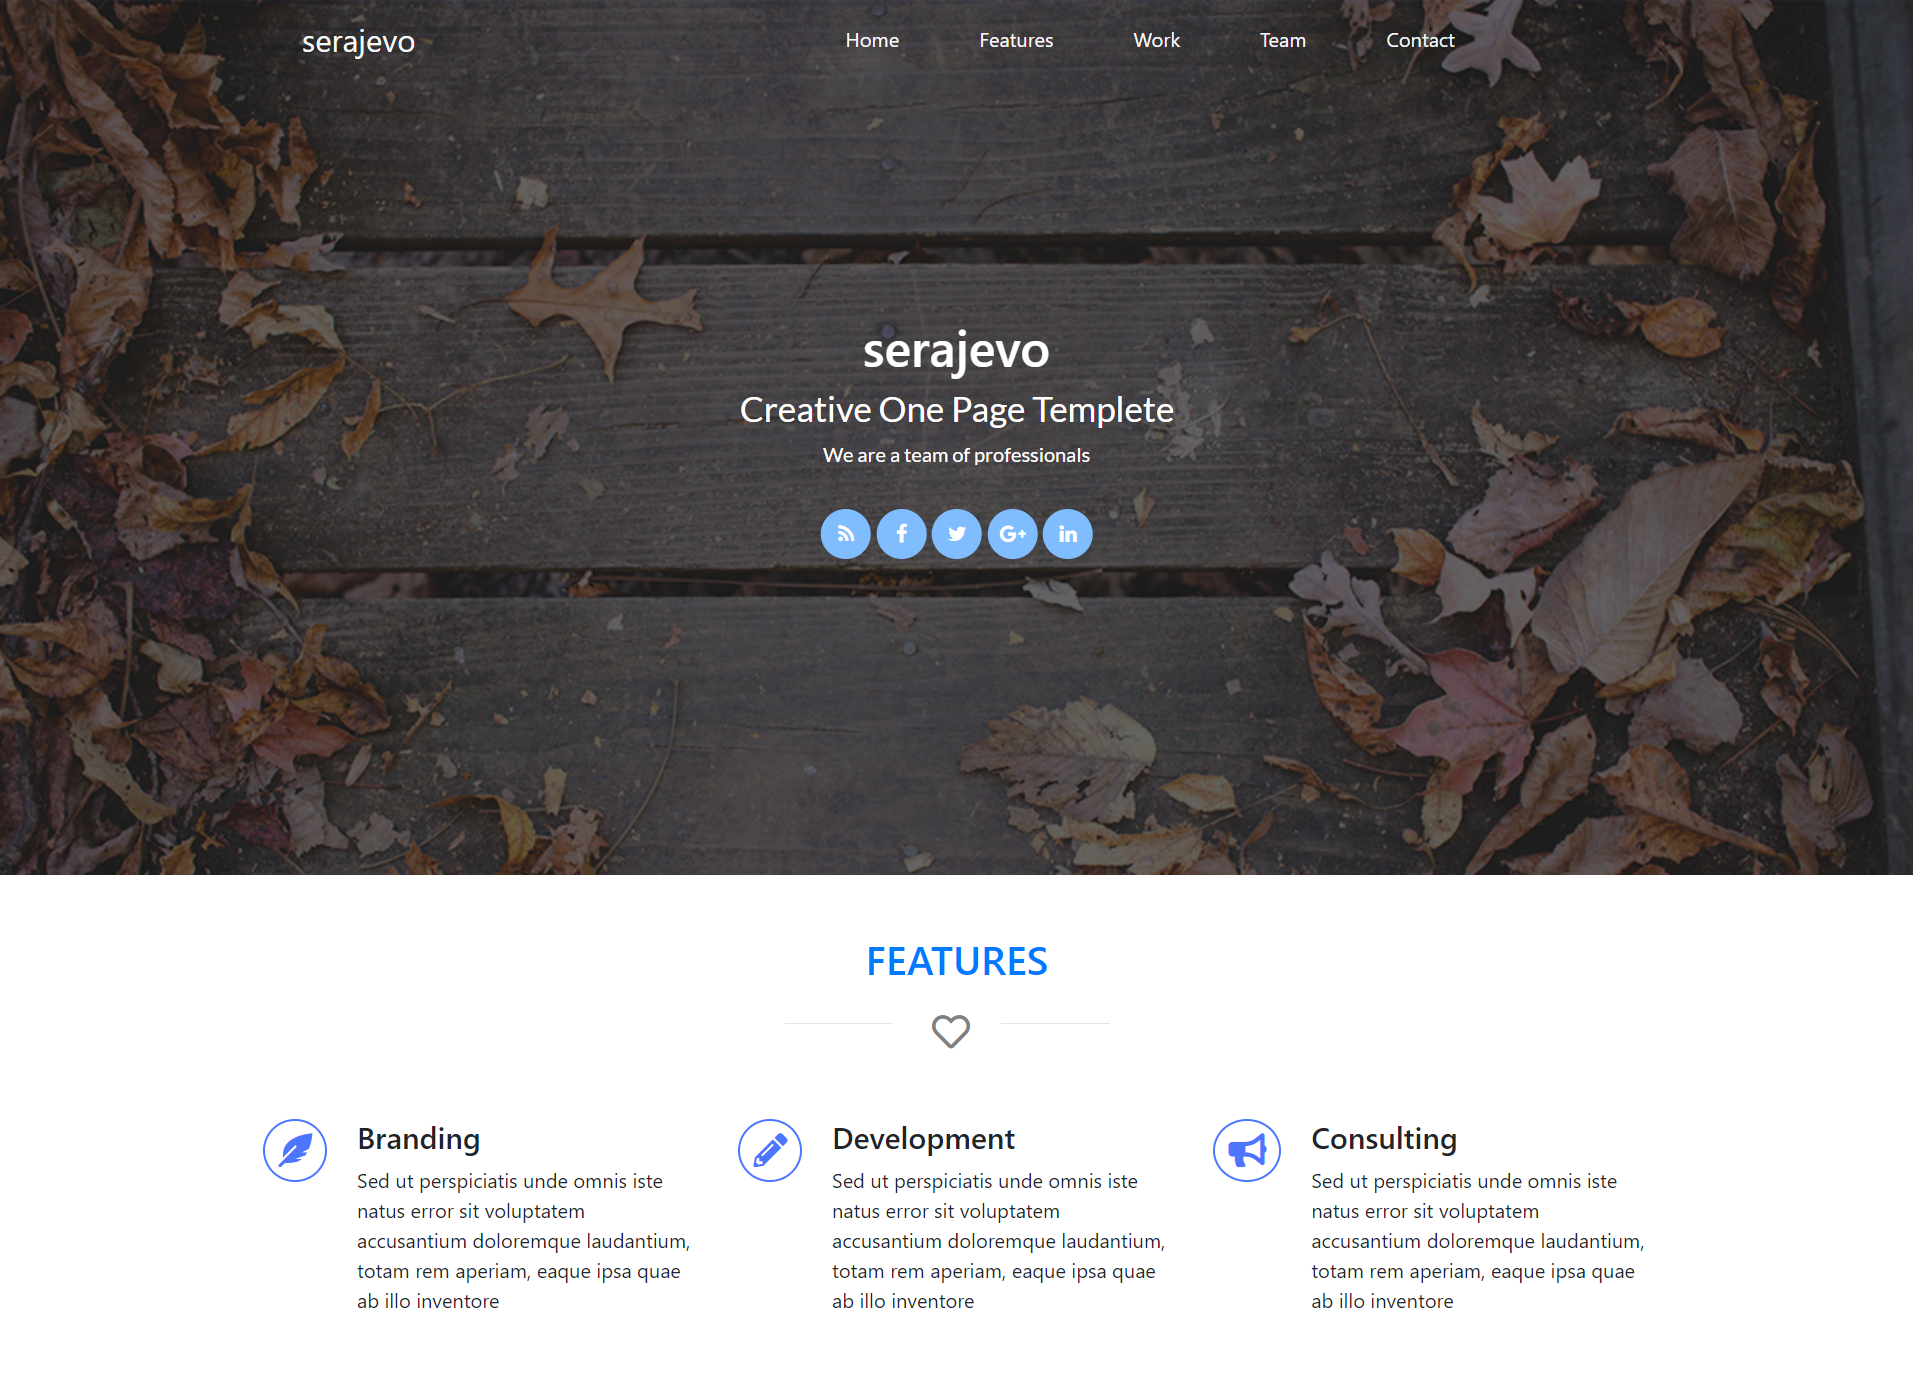 serajevo
Home Features Work Team Contact
serajevo
Creative One Page Templete
We are a team of professionals
FEATURES
Branding
Sed ut perspiciatis unde omnis iste
natus error sit voluptatem
accusantium doloremque laudantium,
totam rem aperiam, eaque ipsa quae
ab illo inventore
Development
Sed ut perspiciatis unde omnis iste
natus error sit voluptatem
accusantium doloremque laudantium,
totam rem aperiam, eaque ipsa quae
ab illo inventore
Consulting
Sed ut perspiciatis unde omnis iste
natus error sit voluptatem
accusantium doloremque laudantium,
totam rem aperiam, eaque ipsa quae
ab illo inventore